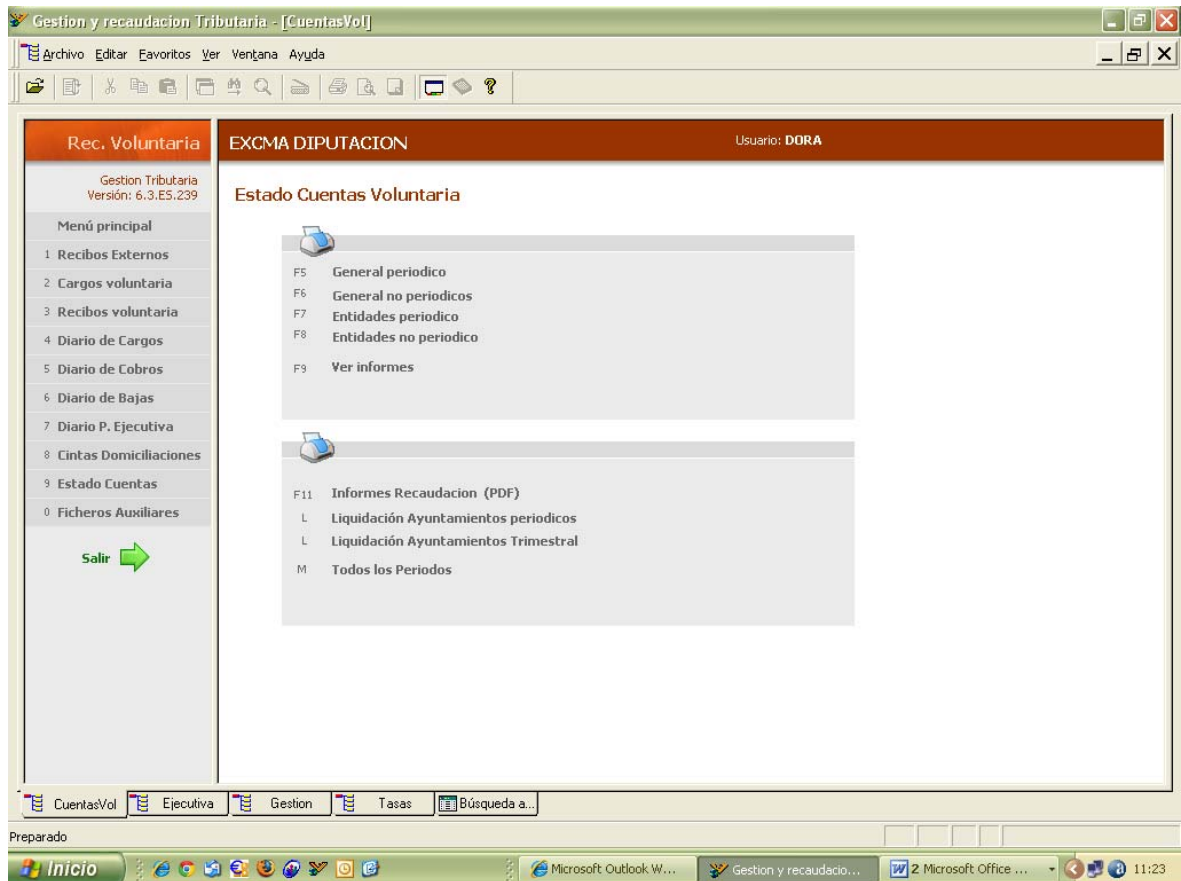 Gestion y recaudacion Tributaria - [CuentasVol]
Archivo Editar Favoritos Ver Ventana Ayuda
Rec. Voluntaria
EXCMA DIPUTACION
Usuario: DORA
Gestion Tributaria
Versión: 6.3.E5.239
Estado Cuentas Voluntaria
Menú principal
1 Recibos Externos
2 Cargos voluntaria
3 Recibos voluntaria
4 Diario de Cargos
5 Diario de Cobros
6 Diario de Bajas
7 Diario P. Ejecutiva
8 Cintas Domiciliaciones
9 Estado Cuentas
0 Ficheros Auxiliares
Salir
F5 General periodico
F6 General no periodicos
F7 Entidades periodico
F8 Entidades no periodico
F9 Ver informes
F11 Informes Recaudacion (PDF)
L Liquidación Ayuntamientos periodicos
L Liquidación Ayuntamientos Trimestral
M Todos los Periodos
CuentasVol Ejecutiva Gestion Tasas Búsqueda a...
Preparado
Inicio Microsoft Outlook W... Gestion y recaudacio... 2 Microsoft Office ... 11:23